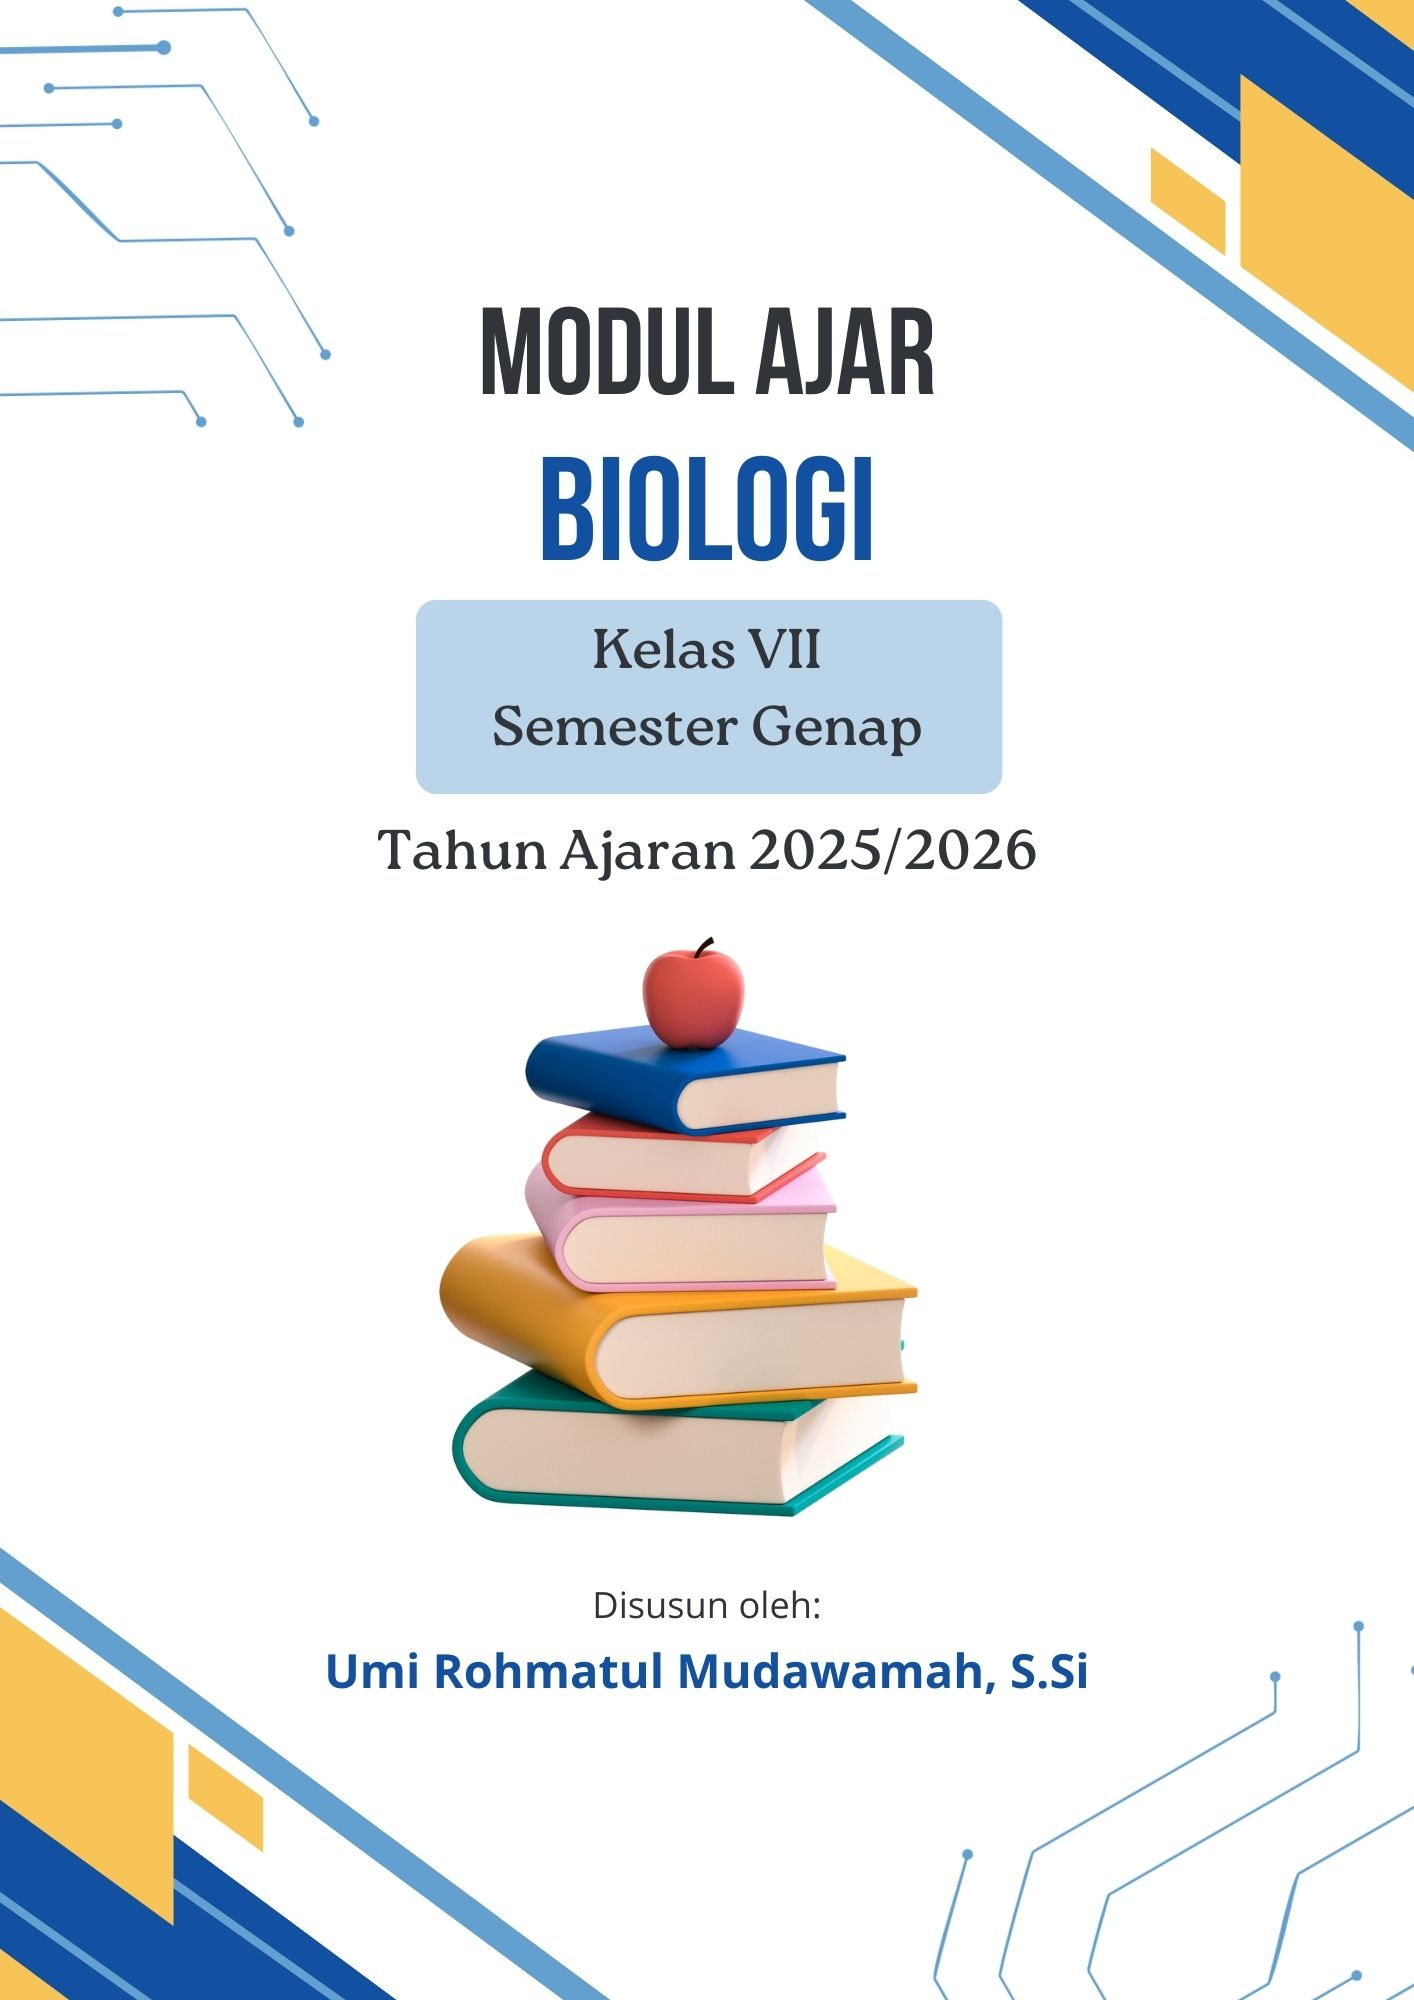 MODUL AJAR
BIOLOGI
Kelas VII
Semester Genap
Tahun Ajaran 2025/2026
Disusun oleh:
Umi Rohmatul Mudawamah, S.Si